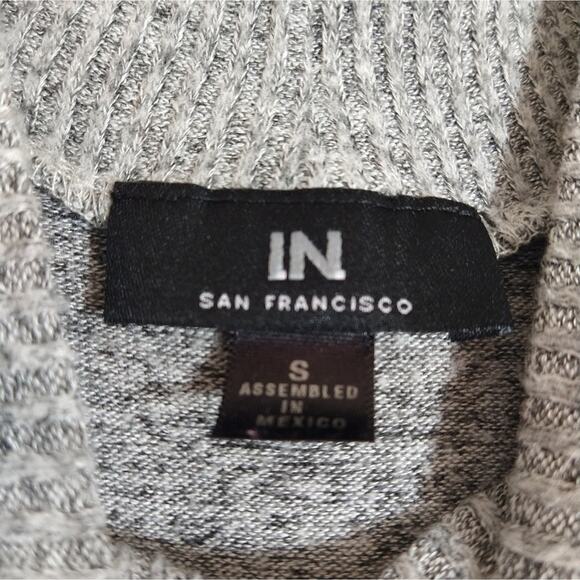 IN
SAN FRANCISCO
S
ASSEMBLED
IN
MEXICO